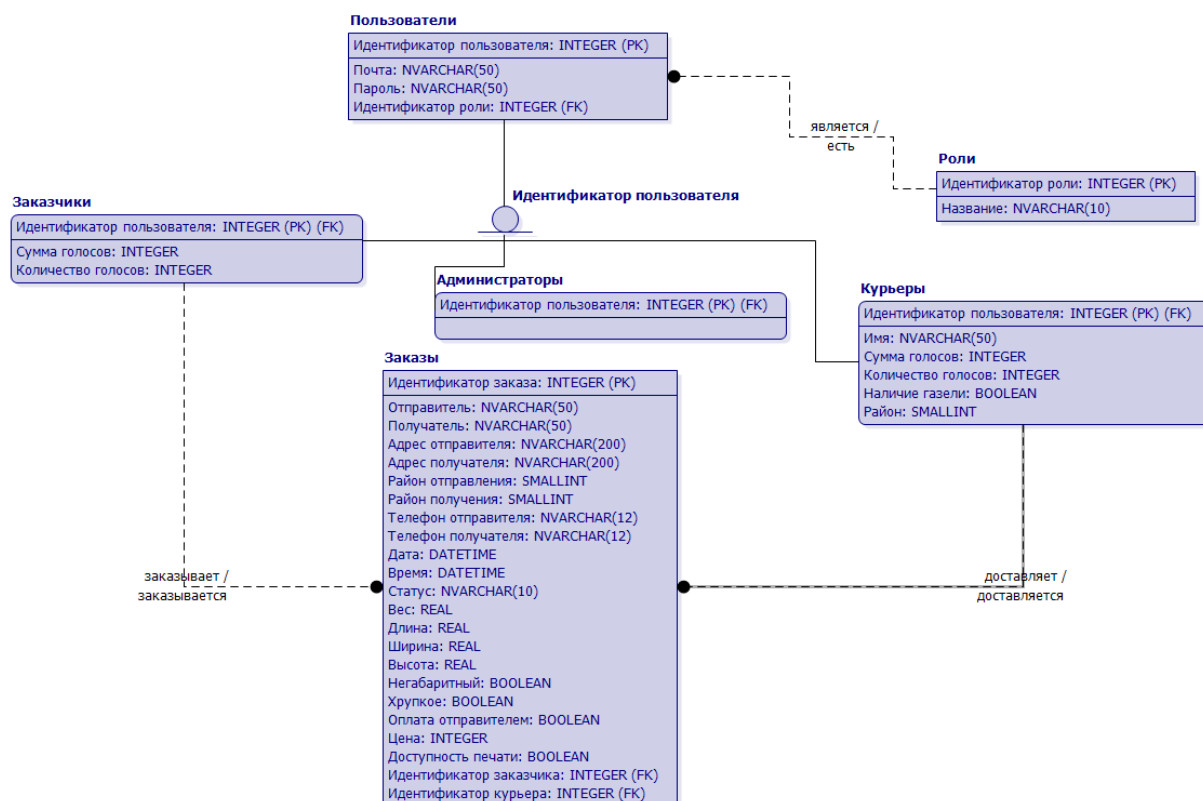 Пользователи
Идентификатор пользователя: INTEGER (PK)
Почта: NVARCHAR(50)
Пароль: NVARCHAR(50)
Идентификатор роли: INTEGER (FK)
является /
есть
Роли
Идентификатор роли: INTEGER (PK)
Название: NVARCHAR(10)
Заказчики
Идентификатор пользователя: INTEGER (PK) (FK)
Сумма голосов: INTEGER
Количество голосов: INTEGER
Идентификатор пользователя
Администраторы
Идентификатор пользователя: INTEGER (PK) (FK)
Курьеры
Идентификатор пользователя: INTEGER (PK) (FK)
Имя: NVARCHAR(50)
Сумма голосов: INTEGER
Количество голосов: INTEGER
Наличие газели: BOOLEAN
Район: SMALLINT
Заказы
Идентификатор заказа: INTEGER (PK)
Отправитель: NVARCHAR(50)
Получатель: NVARCHAR(50)
Адрес отправителя: NVARCHAR(200)
Адрес получателя: NVARCHAR(200)
Район отправления: SMALLINT
Район получения: SMALLINT
Телефон отправителя: NVARCHAR(12)
Телефон получателя: NVARCHAR(12)
Дата: DATETIME
Время: DATETIME
Статус: NVARCHAR(10)
Вес: REAL
Длина: REAL
Ширина: REAL
Высота: REAL
Негабаритный: BOOLEAN
Хрупкое: BOOLEAN
Оплата отправителем: BOOLEAN
Цена: INTEGER
Доступность печати: BOOLEAN
Идентификатор заказчика: INTEGER (FK)
Идентификатор курьера: INTEGER (FK)
заказывает /
заказывается
доставляет /
доставляется